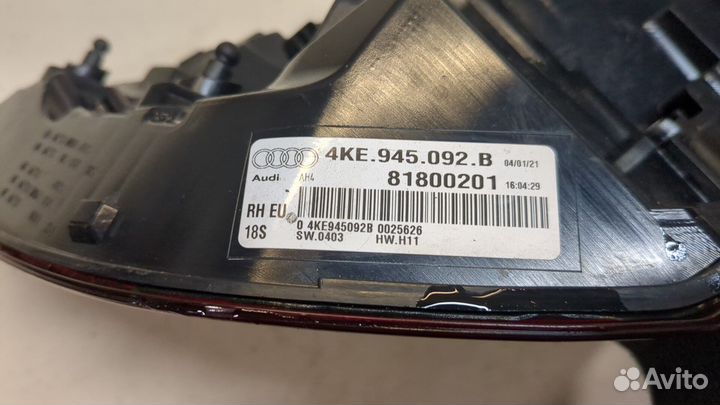 4KE.945.092.B 04/01/21
Audi AH4 81800201 16:04:29
RH EU
18S
0 4KE945092B 0025626
SW.0403 HW.H11
Avito